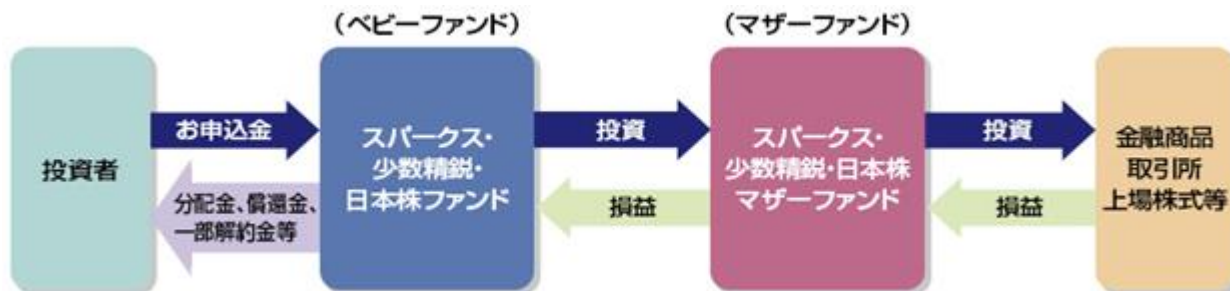 (ベビーファンド)
(マザーファンド)
投資者
お申込金
分配金、償還金、
一部解約金等
スパークス・
少数精鋭・
日本株ファンド
投資
損益
スパークス・
少数精鋭・日本株
マザーファンド
投資
損益
金融商品
取引所
上場株式等